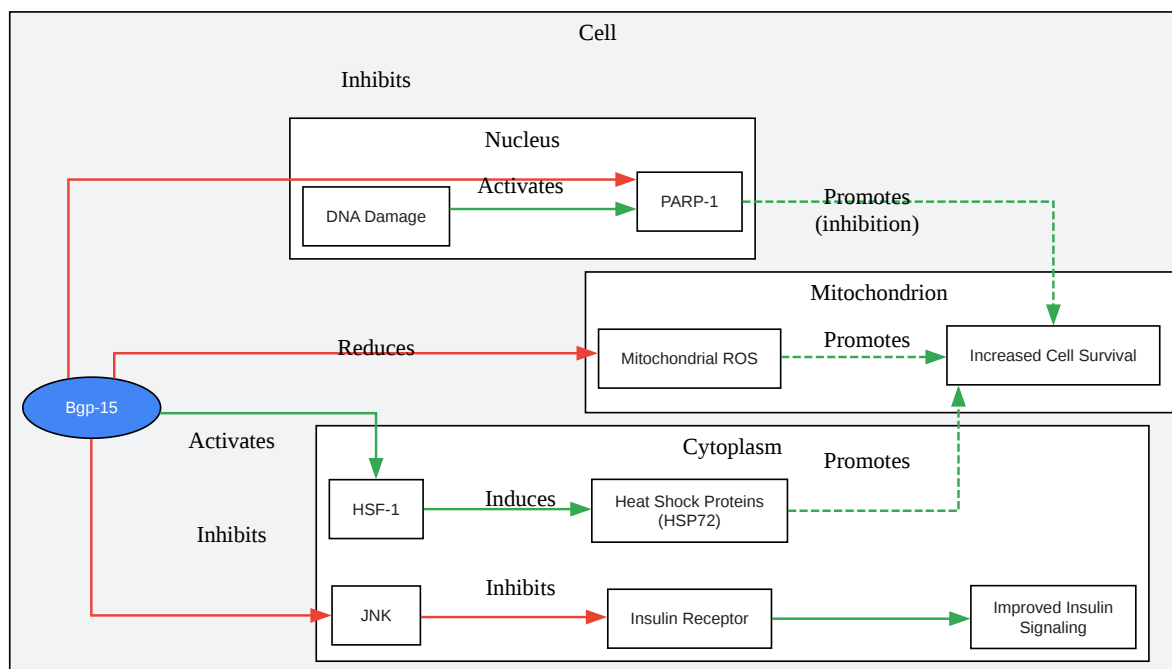 Cell
Inhibits
Nucleus
Activates
DNA Damage
PARP-1
Promotes
(inhibition)
Mitochondrion
Reduces
Mitochondrial ROS
Promotes
Increased Cell Survival
Bgp-15
Activates
Cytoplasm
Promotes
HSF-1
Induces
Heat Shock Proteins
(HSP72)
Inhibits
JNK
Inhibits
Insulin Receptor
Improved Insulin
Signaling